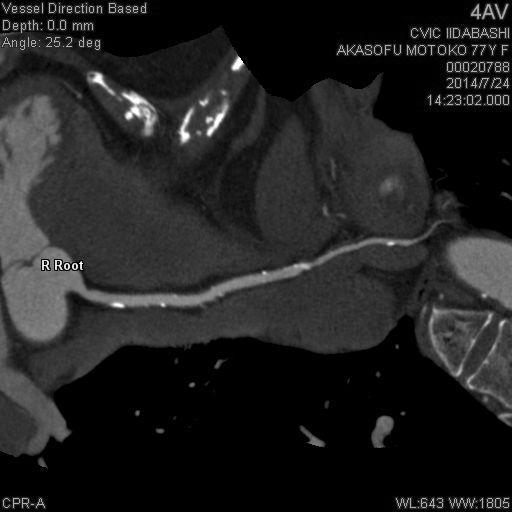 Vessel Direction Based
Depth: 0.0 mm
Angle: 25.2 deg
4AV
CVIC IIDABASHI
AKASOFU MOTOKO 77Y F
00020788
2014/7/24
14:23:02.000
R Root
CPR-A
WL:643 WW:1805